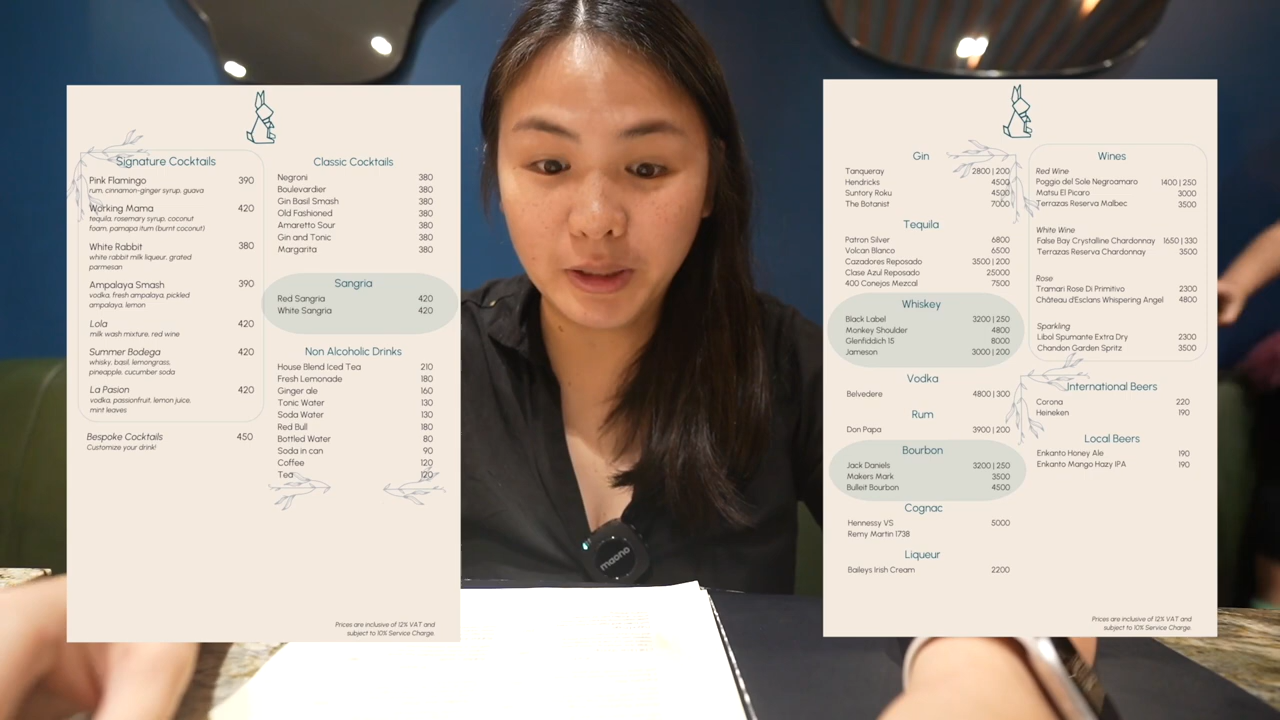 Signature Cocktails
Pink Flamingo 390
rum, cinnamon-ginger syrup, guava
Working Mama 420
tequila, rosemary syrup, coconut
foam, pamapa itum (burnt coconut)
White Rabbit 380
white rabbit milk liqueur, grated
parmesan
Ampalaya Smash 390
vodka, fresh ampalaya, pickled
ampalaya, lemon
Lola 420
milk wash mixture, red wine
Summer Bodega 420
whisky, basil, lemongrass,
pineapple, cucumber soda
La Pasion 420
vodka, passionfruit, lemon juice,
mint leaves
Bespoke Cocktails 450
Customize your drink!
Classic Cocktails
Negroni 380
Boulevardier 380
Gin Basil Smash 380
Old Fashioned 380
Amaretto Sour 380
Gin and Tonic 380
Margarita 380
Sangria
Red Sangria 420
White Sangria 420
Non Alcoholic Drinks
House Blend Iced Tea 210
Fresh Lemonade 180
Ginger ale 160
Tonic Water 130
Soda Water 130
Red Bull 180
Bottled Water 80
Soda in can 90
Coffee 120
Tea 120
Prices are inclusive of 12% VAT and
subject to 10% Service Charge.
maono
Gin
Tanqueray 2800 | 200
Hendricks 4500
Suntory Roku 4500
The Botanist 7000
Tequila
Patron Silver 6800
Volcan Blanco 6500
Cazadores Reposado 3500 | 200
Clase Azul Reposado 25000
400 Conejos Mezcal 7500
Whiskey
Black Label 3200 | 250
Monkey Shoulder 4800
Glenfiddich 15 8000
Jameson 3000 | 200
Vodka
Belvedere 4800 | 300
Rum
Don Papa 3900 | 200
Bourbon
Jack Daniels 3200 | 250
Makers Mark 3500
Bulleit Bourbon 4500
Cognac
Hennessy VS 5000
Remy Martin 1738
Liqueur
Baileys Irish Cream 2200
Wines
Red Wine
Poggio del Sole Negroamaro 1400 | 250
Matsu El Picaro 3000
Terrazas Reserva Malbec 3500
White Wine
False Bay Crystalline Chardonnay 1650 | 330
Terrazas Reserva Chardonnay 3500
Rose
Tramari Rose Di Primitivo 2300
Château d'Esclans Whispering Angel 4800
Sparkling
Libol Spumante Extra Dry 2300
Chandon Garden Spritz 3500
International Beers
Corona 220
Heineken 190
Local Beers
Enkanto Honey Ale 190
Enkanto Mango Hazy IPA 190
Prices are inclusive of 12% VAT and
subject to 10% Service Charge.